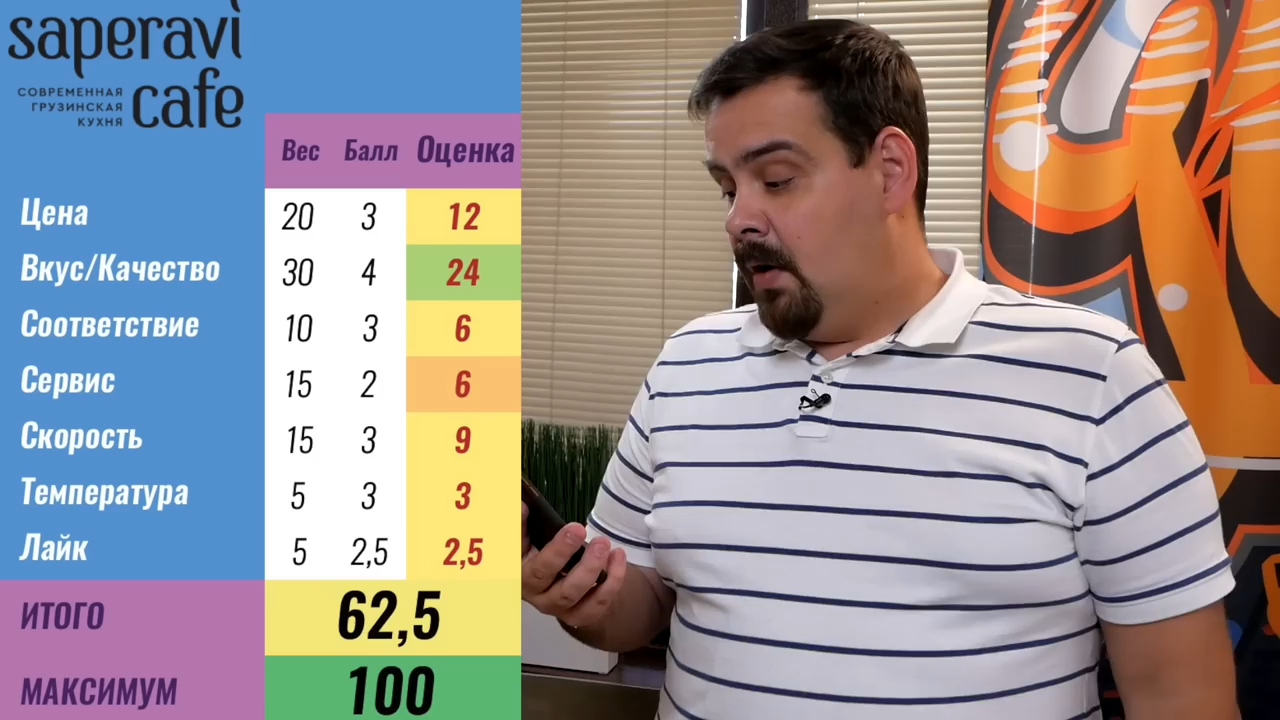 saperavi
СОВРЕМЕННАЯ
ГРУЗИНСКАЯ
КУХНЯ
cafe
Вес Балл Оценка
Цена 20 3 12
Вкус/Качество 30 4 24
Соответствие 10 3 6
Сервис 15 2 6
Скорость 15 3 9
Температура 5 3 3
Лайк 5 2,5 2,5
ИТОГО 62,5
МАКСИМУМ 100